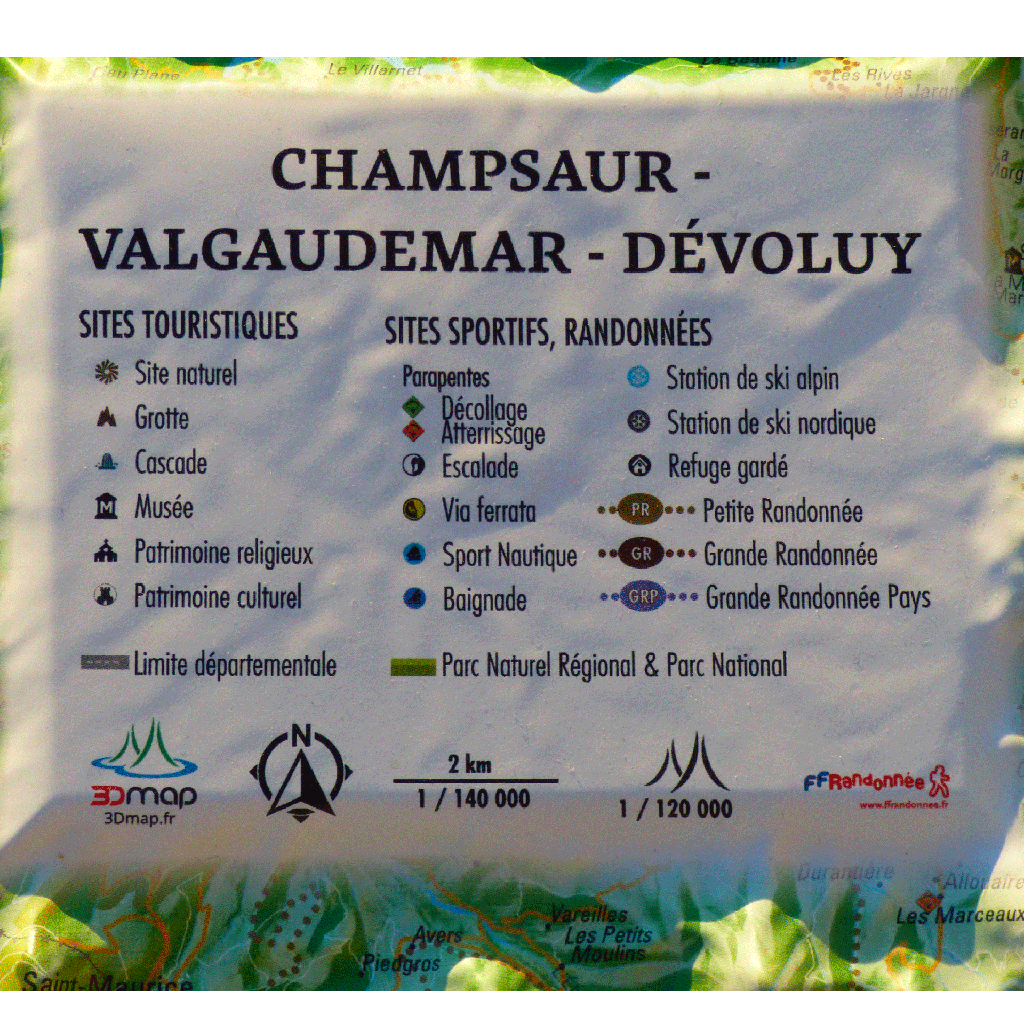 Le Villarnet
Les Rives
CHAMPSAUR -
VALGAUDEMAR - DÉVOLUY
SITES TOURISTIQUES
Site naturel
Grotte
Cascade
M Musée
Patrimoine religieux
Patrimoine culturel
SITES SPORTIFS, RANDONNÉES
Parapentes
Décollage
Atterrissage
Escalade
Via ferrata
Sport Nautique
Baignade
Station de ski alpin
Station de ski nordique
Refuge gardé
PR Petite Randonnée
GR Grande Randonnée
GRP Grande Randonnée Pays
Limite départementale
Parc Naturel Régional & Parc National
3Dmap
3Dmap.fr
N
2 km
1 / 140 000
1 / 120 000
FFRandonnée
www.ffrandonnee.fr
Les Marceaux
Vareilles
Les Petits
Moulins
Avers
Piedgros
Saint-Maurice